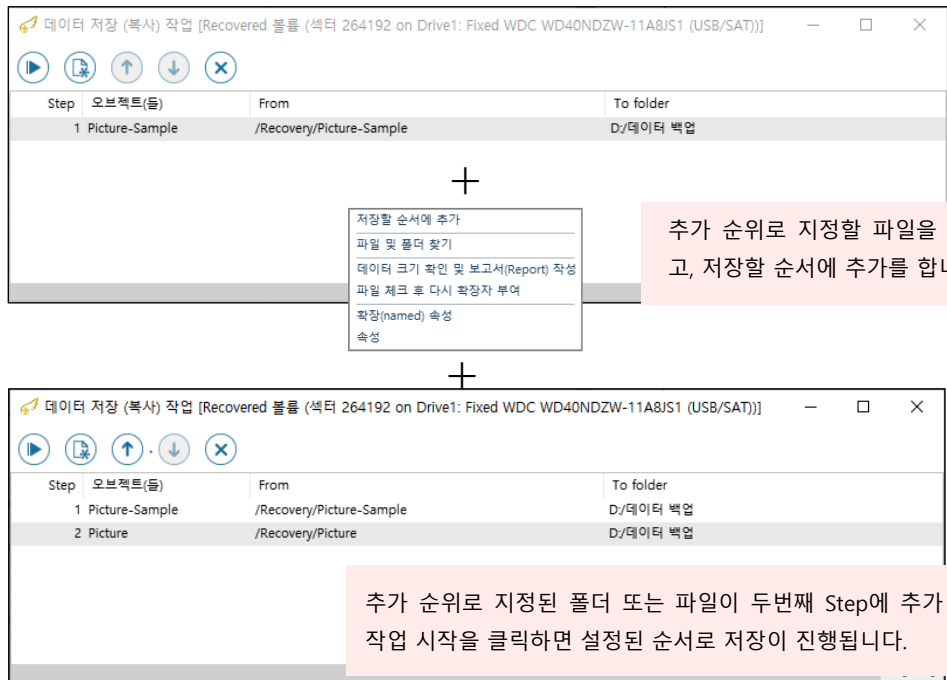 데이터 저장 (복사) 작업 [Recovered 볼륨 (섹터 264192 on Drive1: Fixed WDC WD40NDZW-11A8JS1 (USB/SAT))]
Step 오브젝트(들) From To folder
1 Picture-Sample /Recovery/Picture-Sample D:/데이터 백업
저장할 순서에 추가
파일 및 폴더 찾기
데이터 크기 확인 및 보고서(Report) 작성
파일 체크 후 다시 확장자 부여
확장(named) 속성
속성
추가 순위로 지정할 파일을
고, 저장할 순서에 추가를 합니
데이터 저장 (복사) 작업 [Recovered 볼륨 (섹터 264192 on Drive1: Fixed WDC WD40NDZW-11A8JS1 (USB/SAT))]
Step 오브젝트(들) From To folder
1 Picture-Sample /Recovery/Picture-Sample D:/데이터 백업
2 Picture /Recovery/Picture D:/데이터 백업
추가 순위로 지정된 폴더 또는 파일이 두번째 Step에 추가
작업 시작을 클릭하면 설정된 순서로 저장이 진행됩니다.